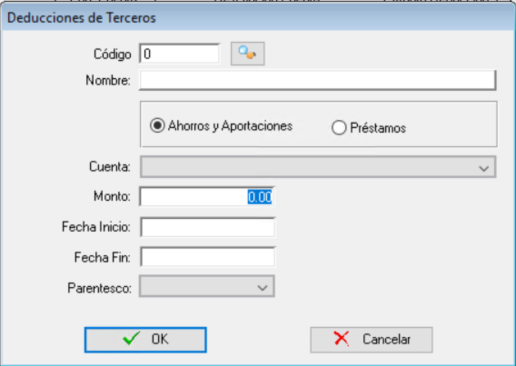 Deducciones de Terceros
Código 0
Nombre:
Ahorros y Aportaciones Préstamos
Cuenta:
Monto: 0.00
Fecha Inicio:
Fecha Fin:
Parentesco:
OK Cancelar